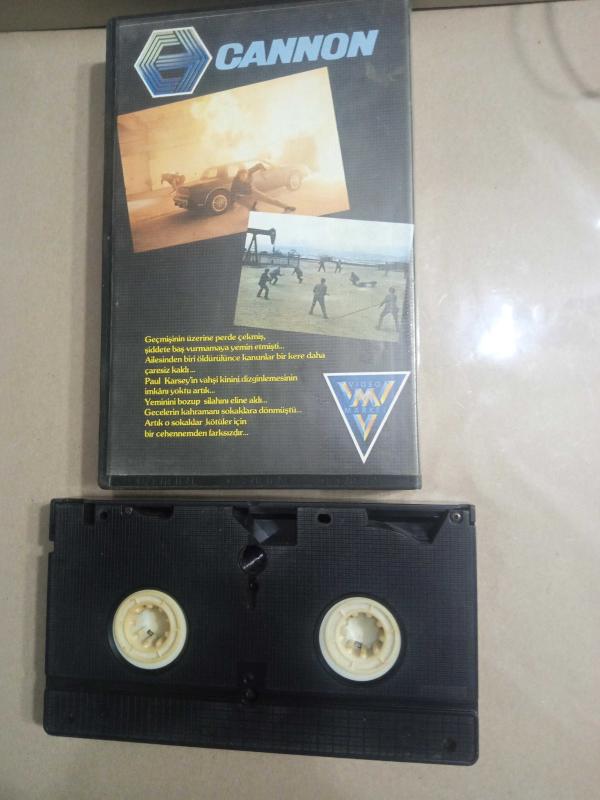 CANNON
Geçmişinin üzerine perde çekmiş,
şiddete baş vurmamaya yemin etmişti...
Ailesinden biri öldürülünce kanunlar bir kere daha
çaresiz kaldı...
Paul Karsey'in vahşi kinini dizginlemesinin
imkânı yoktu artık...
Yeminini bozup silahını eline aldı...
Gecelerin kahramanı sokaklara dönmüştü...
Artık o sokaklar ,kötüler için
bir cehennemden farksızdır...
VIDEO
M
MARKET
V